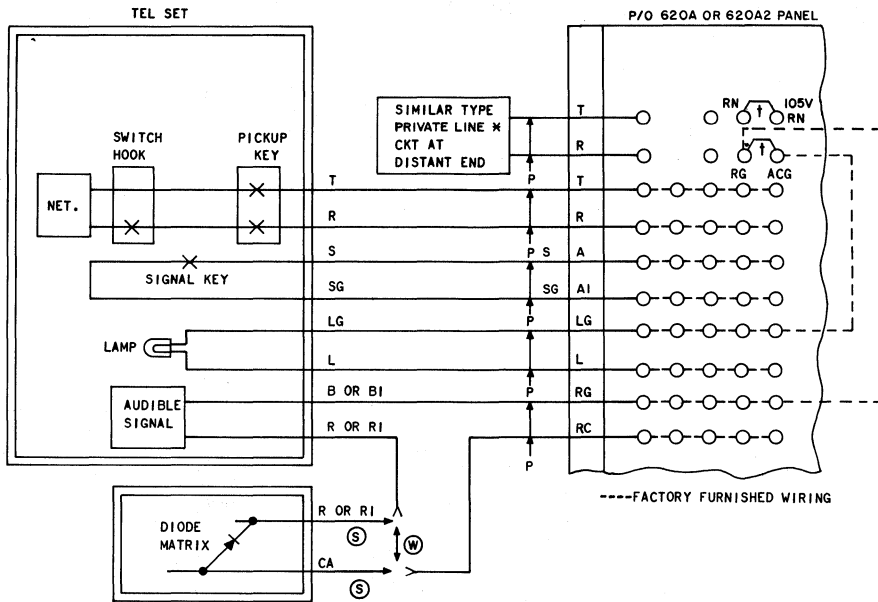 TEL SET
P/O 620A OR 620A2 PANEL
SIMILAR TYPE
PRIVATE LINE *
CKT AT
DISTANT END
T
R
P
RN
†
105V
RN
†
RG
ACG
SWITCH
HOOK
PICKUP
KEY
NET.
T
T
R
R
S
P
S
A
SIGNAL KEY
SG
SG
A1
LG
P
LG
LAMP
L
L
AUDIBLE
SIGNAL
B OR B1
P
RG
R OR R1
RC
P
----FACTORY FURNISHED WIRING
DIODE
MATRIX
R OR R1
S
W
CA
S